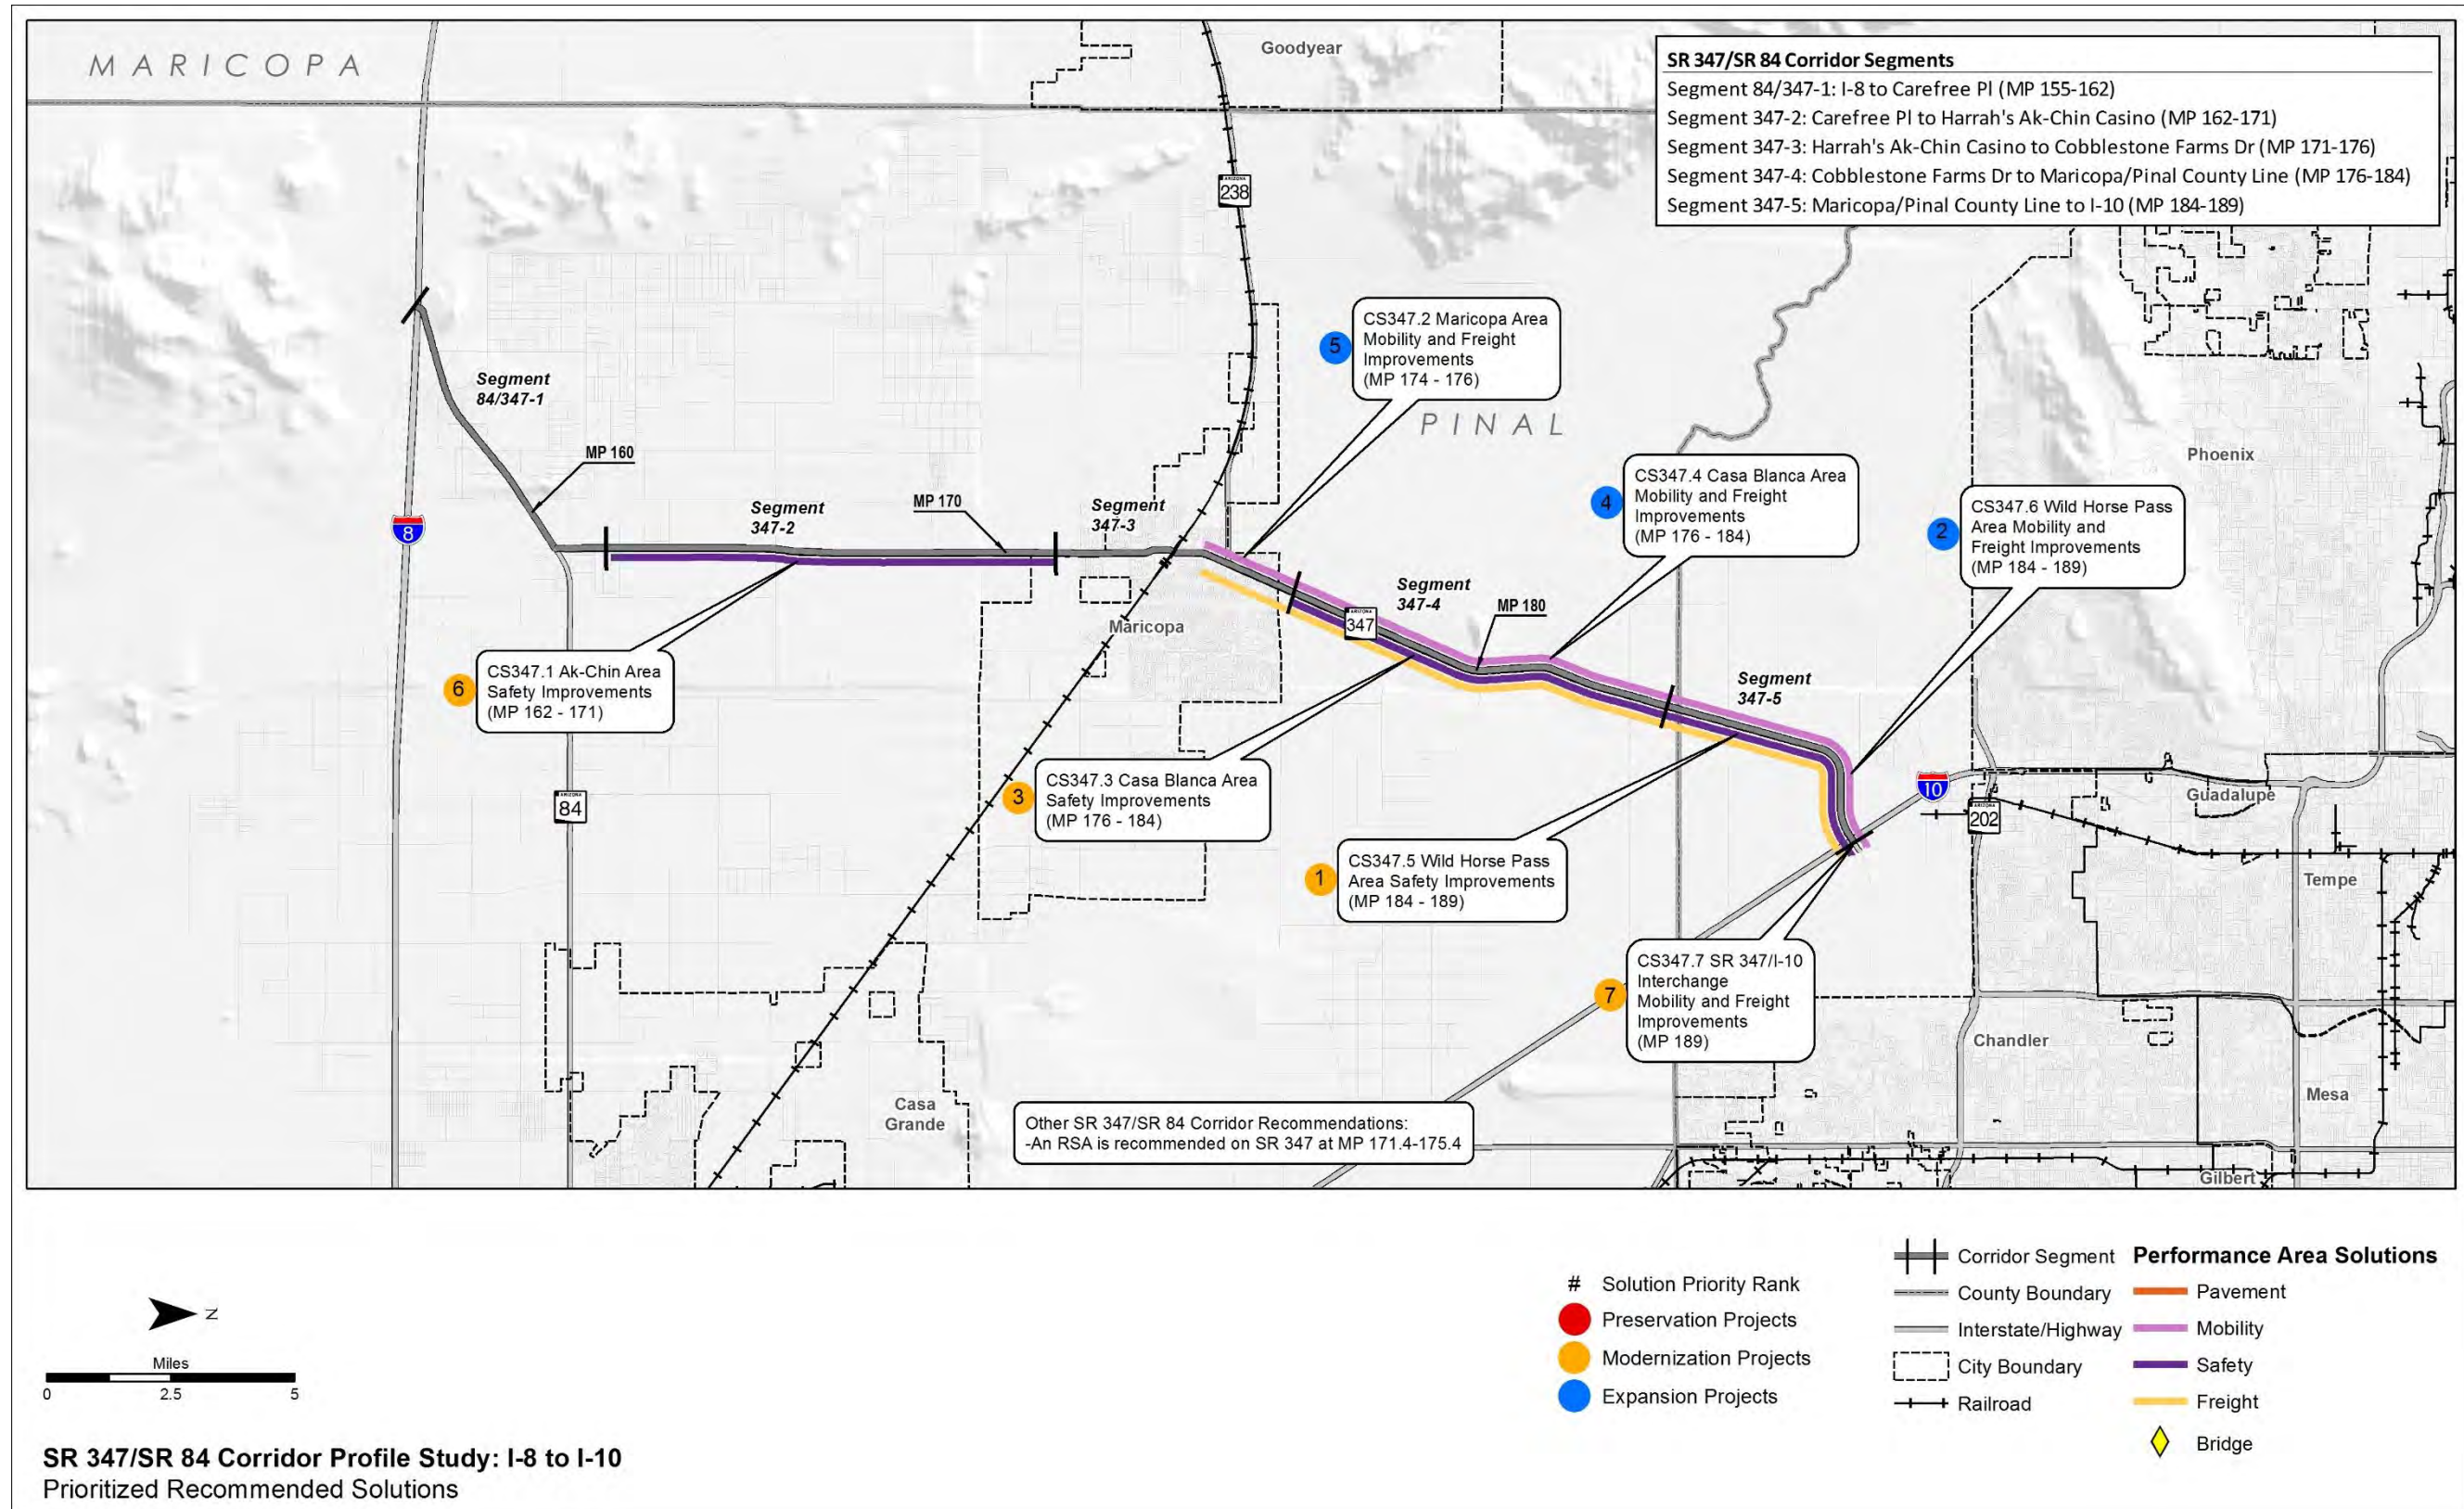 MARICOPA
Goodyear
SR 347/SR 84 Corridor Segments
Segment 84/347-1: I-8 to Carefree Pl (MP 155-162)
Segment 347-2: Carefree Pl to Harrah's Ak-Chin Casino (MP 162-171)
Segment 347-3: Harrah's Ak-Chin Casino to Cobblestone Farms Dr (MP 171-176)
Segment 347-4: Cobblestone Farms Dr to Maricopa/Pinal County Line (MP 176-184)
Segment 347-5: Maricopa/Pinal County Line to I-10 (MP 184-189)
ARIZONA
238
CS347.2 Maricopa Area
Mobility and Freight
Improvements
(MP 174 - 176)
5
Segment
84/347-1
PINAL
MP 160
Phoenix
CS347.4 Casa Blanca Area
Mobility and Freight
Improvements
(MP 176 - 184)
4
CS347.6 Wild Horse Pass
Area Mobility and
Freight Improvements
(MP 184 - 189)
2
MP 170
Segment
347-2
Segment
347-3
8
Segment
347-4
MP 180
ARIZONA
347
Maricopa
CS347.1 Ak-Chin Area
Safety Improvements
(MP 162 - 171)
6
Segment
347-5
CS347.3 Casa Blanca Area
Safety Improvements
(MP 176 - 184)
3
ARIZONA
84
10
Guadalupe
ARIZONA
202
CS347.5 Wild Horse Pass
Area Safety Improvements
(MP 184 - 189)
1
Tempe
CS347.7 SR 347/I-10
Interchange
Mobility and Freight
Improvements
(MP 189)
7
Chandler
Mesa
Casa
Grande
Other SR 347/SR 84 Corridor Recommendations:
-An RSA is recommended on SR 347 at MP 171.4-175.4
Gilbert
N
Miles
0 2.5 5
# Solution Priority Rank
Preservation Projects
Modernization Projects
Expansion Projects
Corridor Segment
County Boundary
Interstate/Highway
City Boundary
Railroad
Performance Area Solutions
Pavement
Mobility
Safety
Freight
Bridge
SR 347/SR 84 Corridor Profile Study: I-8 to I-10
Prioritized Recommended Solutions